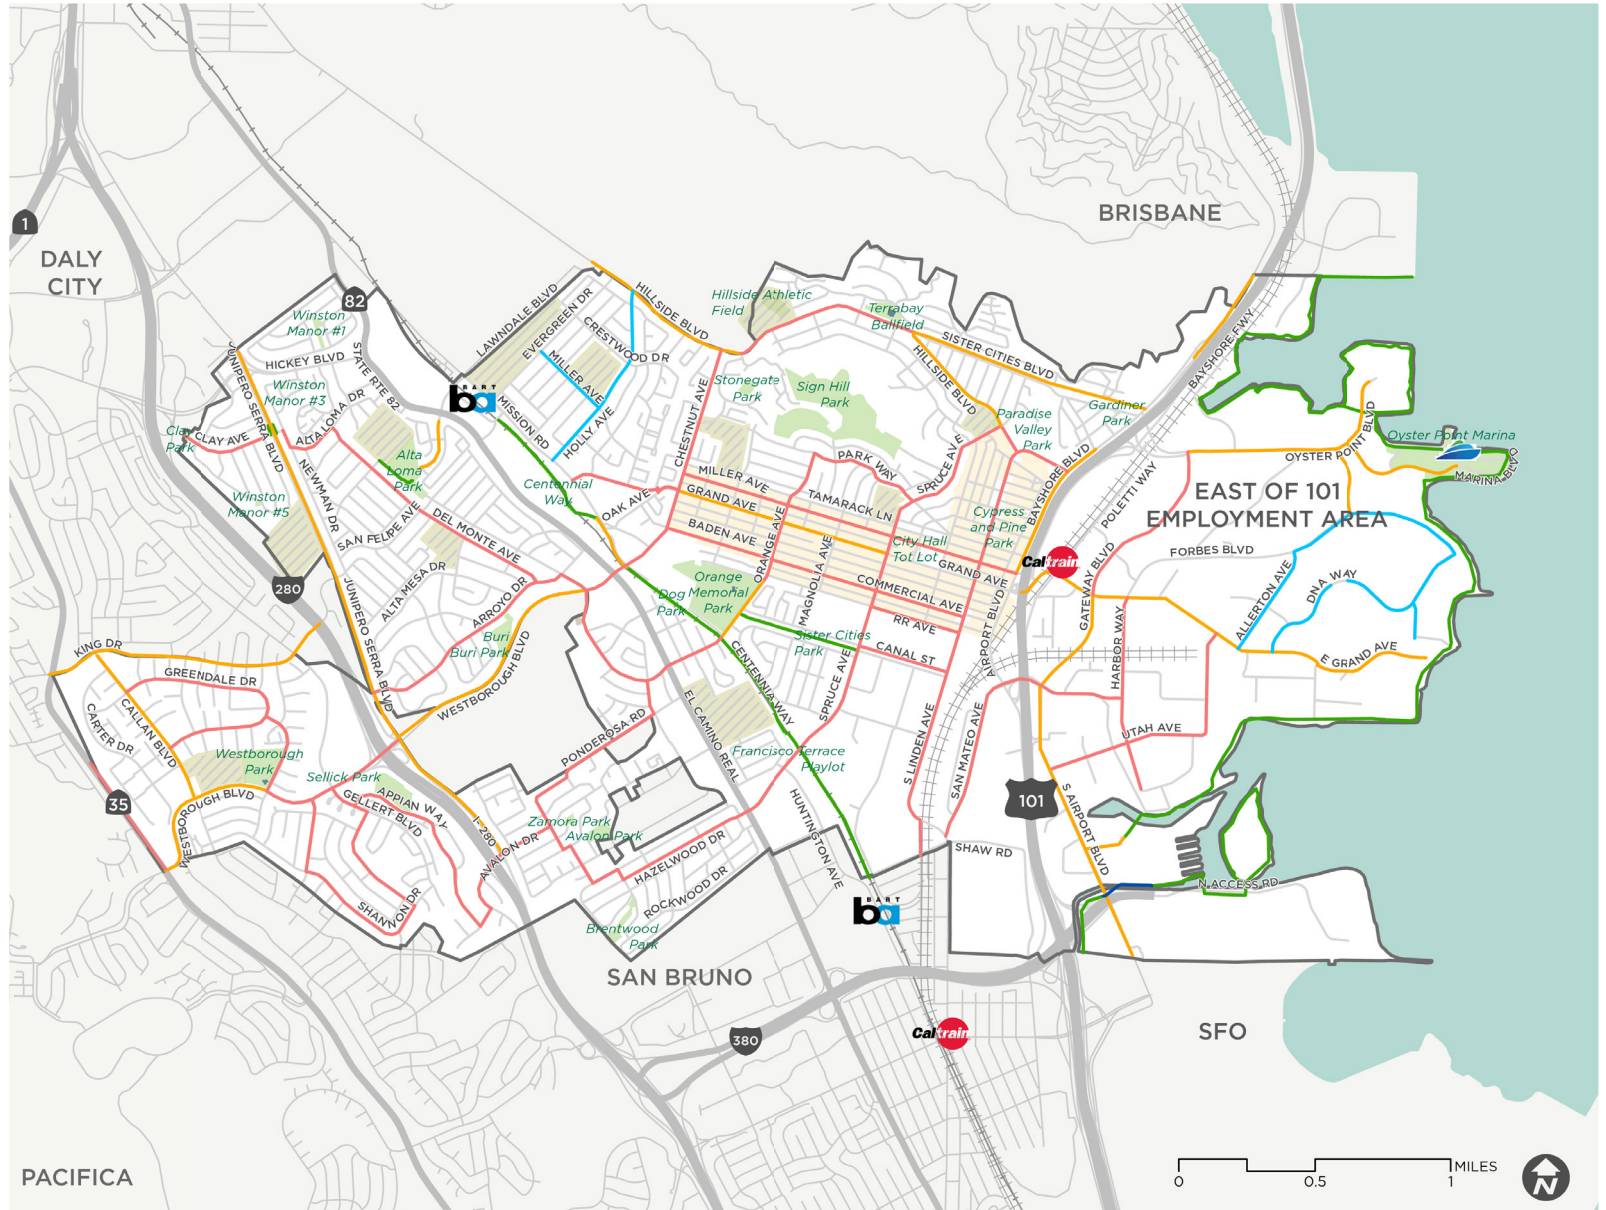 BRISBANE
1
DALY
CITY
82
LAWNDALE BLVD
EVERGREEN DR
HILLSIDE BLVD
CRESTWOOD DR
MILLER AVE
HOLLY AVE
MISSION RD
BART
ba
Hillside Athletic
Field
Terrabay
Ballfield
SISTER CITIES BLVD
HILLSIDE BLVD
BAYSHORE FWY
Winston
Manor #1
HICKEY BLVD
STATE RTE 82
JUNIPERO SERRA BLVD
Winston
Manor #3
ALTA LOMA DR
Clay
Park
CLAY AVE
Alta
Loma
Park
NEWMAN DR
Winston
Manor #5
SAN FELIPE AVE
DEL MONTE AVE
ALTA MESA DR
ARROYO DR
280
JUNIPERO SERRA BLVD
Buri
Buri Park
WESTBOROUGH BLVD
Stonegate
Park
Sign Hill
Park
CHESTNUT AVE
Paradise
Valley
Park
Gardiner
Park
Centennial
Way
OAK AVE
MILLER AVE
GRAND AVE
BADEN AVE
PARK WAY
TAMARACK LN
SPRUCE AVE
BAYSHORE BLVD
Cypress
and Pine
Park
City Hall
Tot Lot
GRAND AVE
COMMERCIAL AVE
ORANGE AVE
MAGNOLIA AVE
Orange
Memorial
Park
Dog
Park
RR AVE
CANAL ST
Sister Cities
Park
SPRUCE AVE
AIRPORT BLVD
Caltrain
POLETTI WAY
GATEWAY BLVD
OYSTER POINT BLVD
Oyster Point Marina
MARINA BLVD
EAST OF 101
EMPLOYMENT AREA
FORBES BLVD
ALLERTON AVE
DNA WAY
E GRAND AVE
HARBOR WAY
UTAH AVE
KING DR
GREENDALE DR
CALLAN BLVD
CARTER DR
Westborough
Park
WESTBOROUGH BLVD
35
Sellick Park
APPIAN WAY
GELLERT BLVD
SHANNON DR
I-280
AVALON DR
PONDEROSA RD
Zamora Park
Avalon Park
HAZELWOOD DR
ROCKWOOD DR
Brentwood
Park
EL CAMINO REAL
CENTENNIAL WAY
Francisco Terrace
Playlot
HUNTINGTON AVE
S LINDEN AVE
SAN MATEO AVE
101
S AIRPORT BLVD
SHAW RD
N ACCESS RD
BART
ba
SAN BRUNO
380
Caltrain
SFO
PACIFICA
0
0.5
1
MILES
N